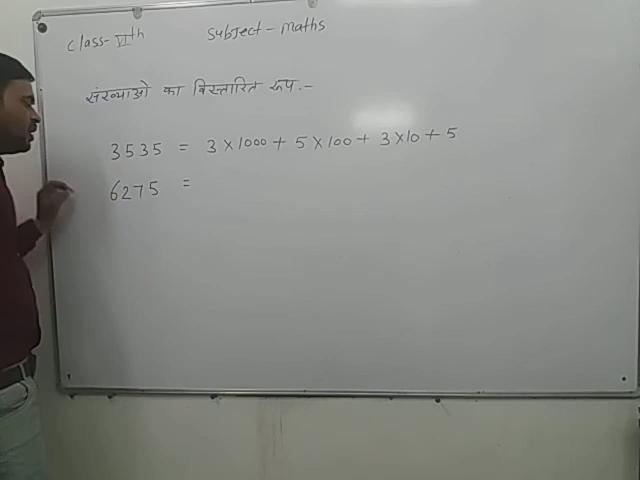 Class- VIth Subject - Maths
संख्याओ का विस्तारित रूप.-
3535 = 3 × 1000 + 5 × 100 + 3 × 10 + 5
6275 =